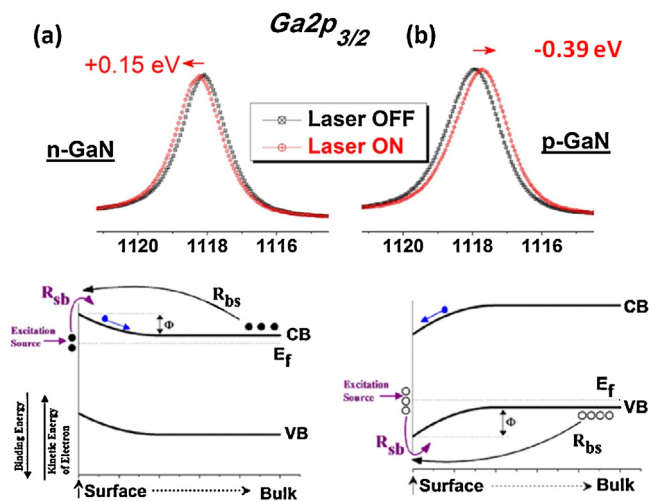 Ga2p3/2
(a)
(b)
+0.15 eV
-0.39 eV
Laser OFF
Laser ON
n-GaN
p-GaN
1120 1118 1116
1120 1118 1116
Rsb
Rbs
Φ
CB
Excitation
Source
Ef
VB
Binding Energy
Kinetic Energy
of Electron
Surface
Bulk
CB
Excitation
Source
Ef
VB
Φ
Rsb
Rbs
Surface
Bulk